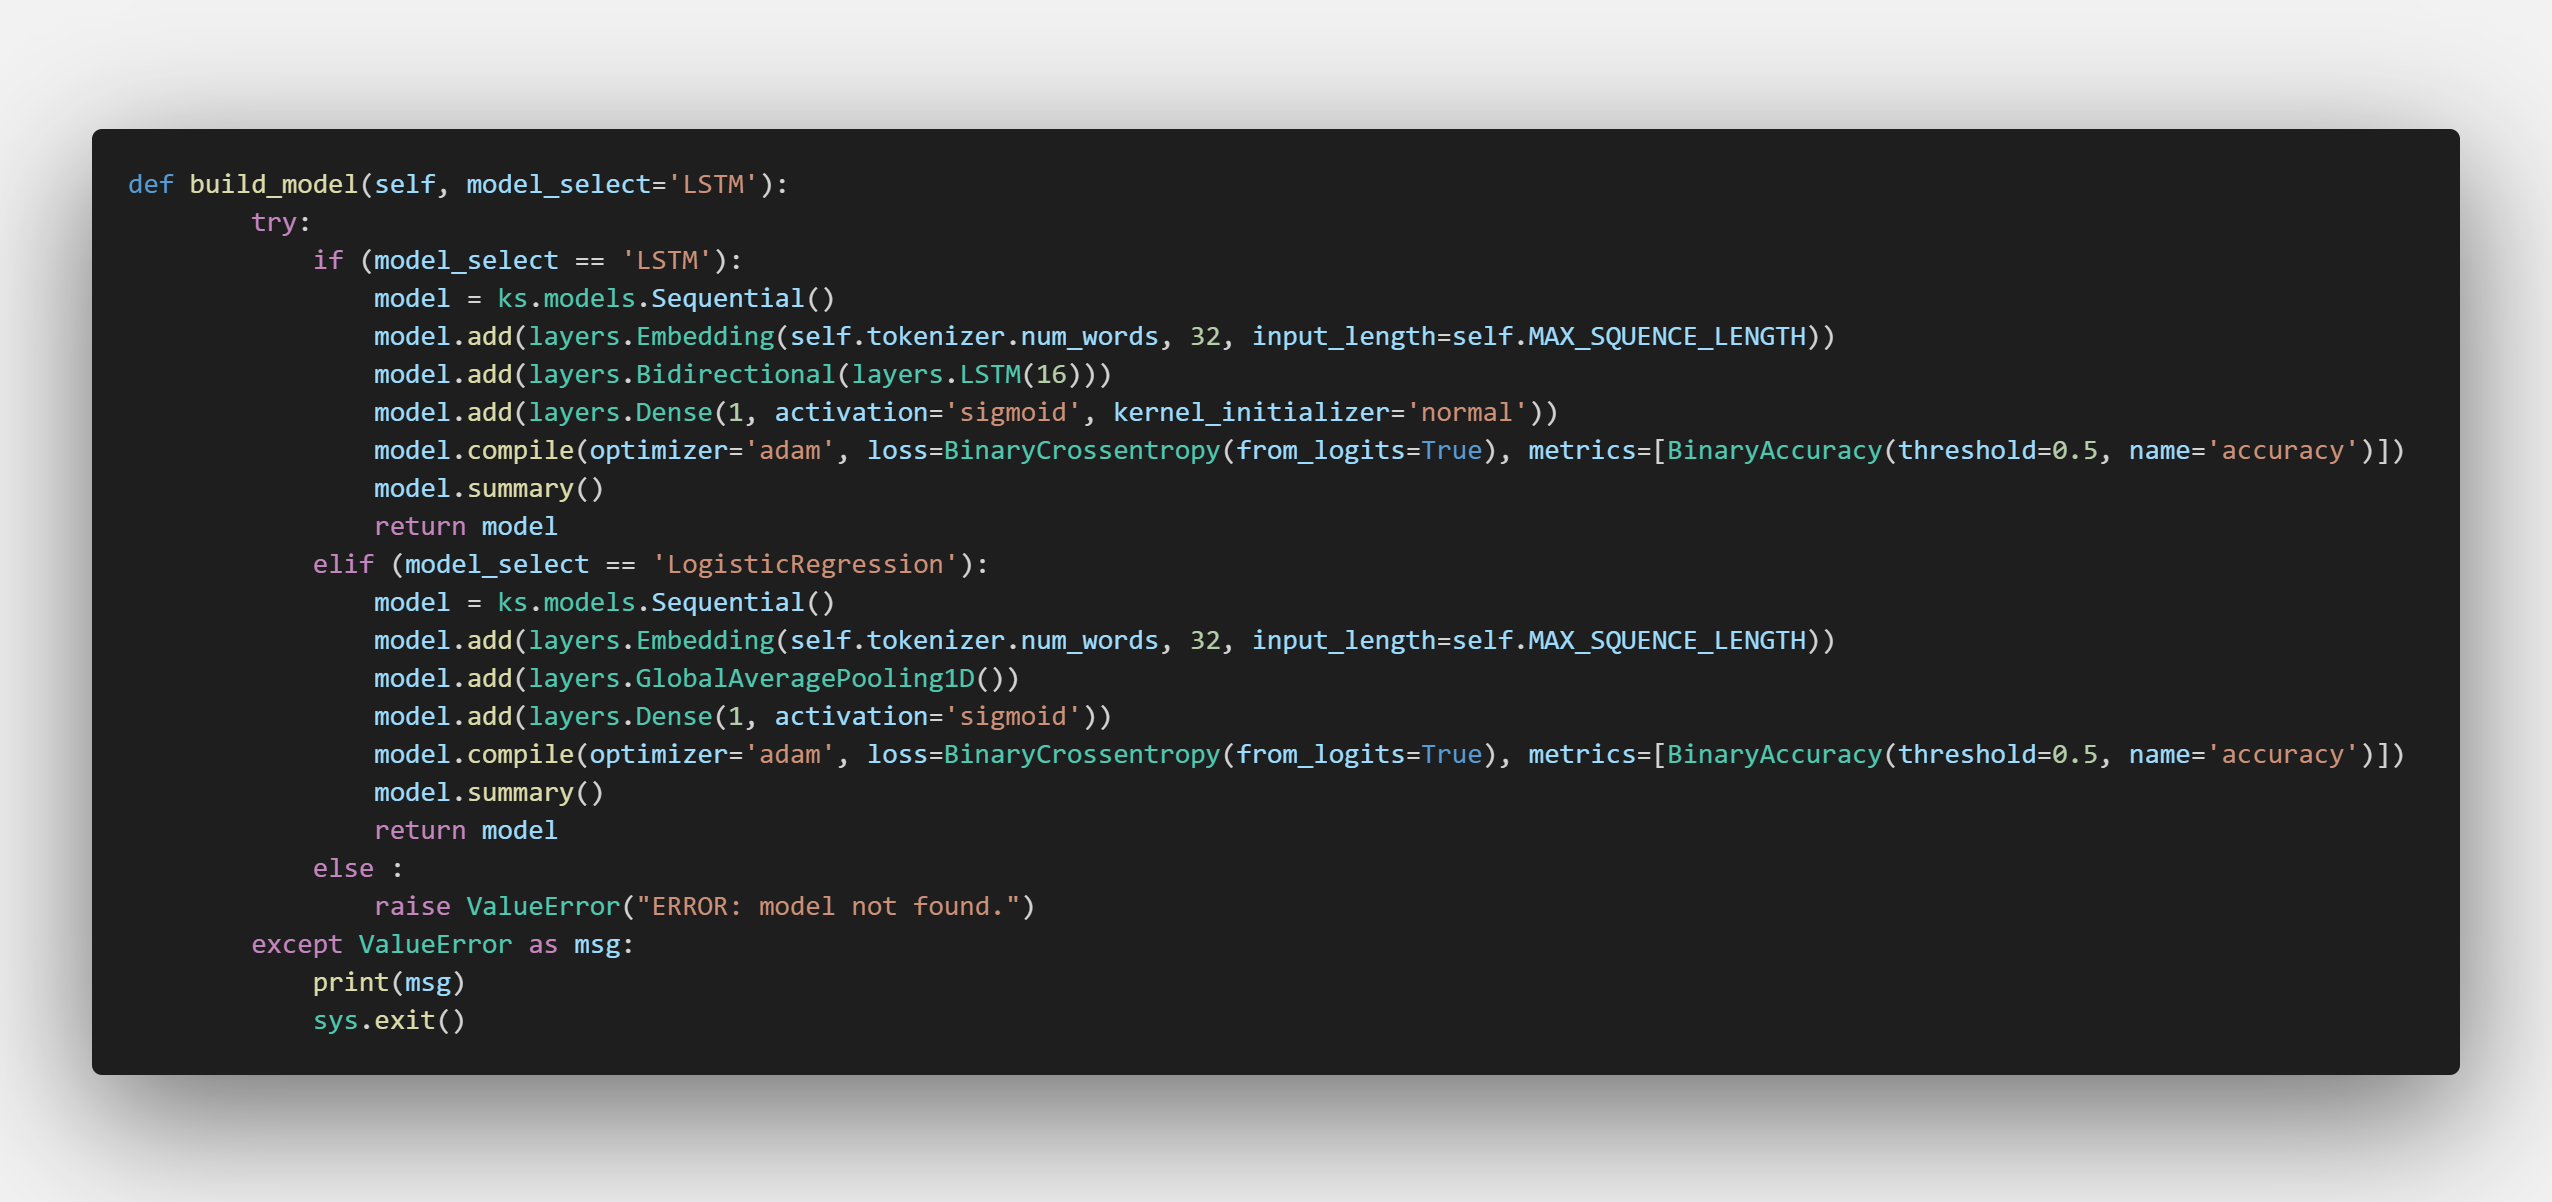 def build_model(self, model_select='LSTM'):
        try:
            if (model_select == 'LSTM'):
                model = ks.models.Sequential()
                model.add(layers.Embedding(self.tokenizer.num_words, 32, input_length=self.MAX_SQUENCE_LENGTH))
                model.add(layers.Bidirectional(layers.LSTM(16)))
                model.add(layers.Dense(1, activation='sigmoid', kernel_initializer='normal'))
                model.compile(optimizer='adam', loss=BinaryCrossentropy(from_logits=True), metrics=[BinaryAccuracy(threshold=0.5, name='accuracy')])
                model.summary()
                return model
            elif (model_select == 'LogisticRegression'):
                model = ks.models.Sequential()
                model.add(layers.Embedding(self.tokenizer.num_words, 32, input_length=self.MAX_SQUENCE_LENGTH))
                model.add(layers.GlobalAveragePooling1D())
                model.add(layers.Dense(1, activation='sigmoid'))
                model.compile(optimizer='adam', loss=BinaryCrossentropy(from_logits=True), metrics=[BinaryAccuracy(threshold=0.5, name='accuracy')])
                model.summary()
                return model
            else :
                raise ValueError("ERROR: model not found.")
        except ValueError as msg:
            print(msg)
            sys.exit()